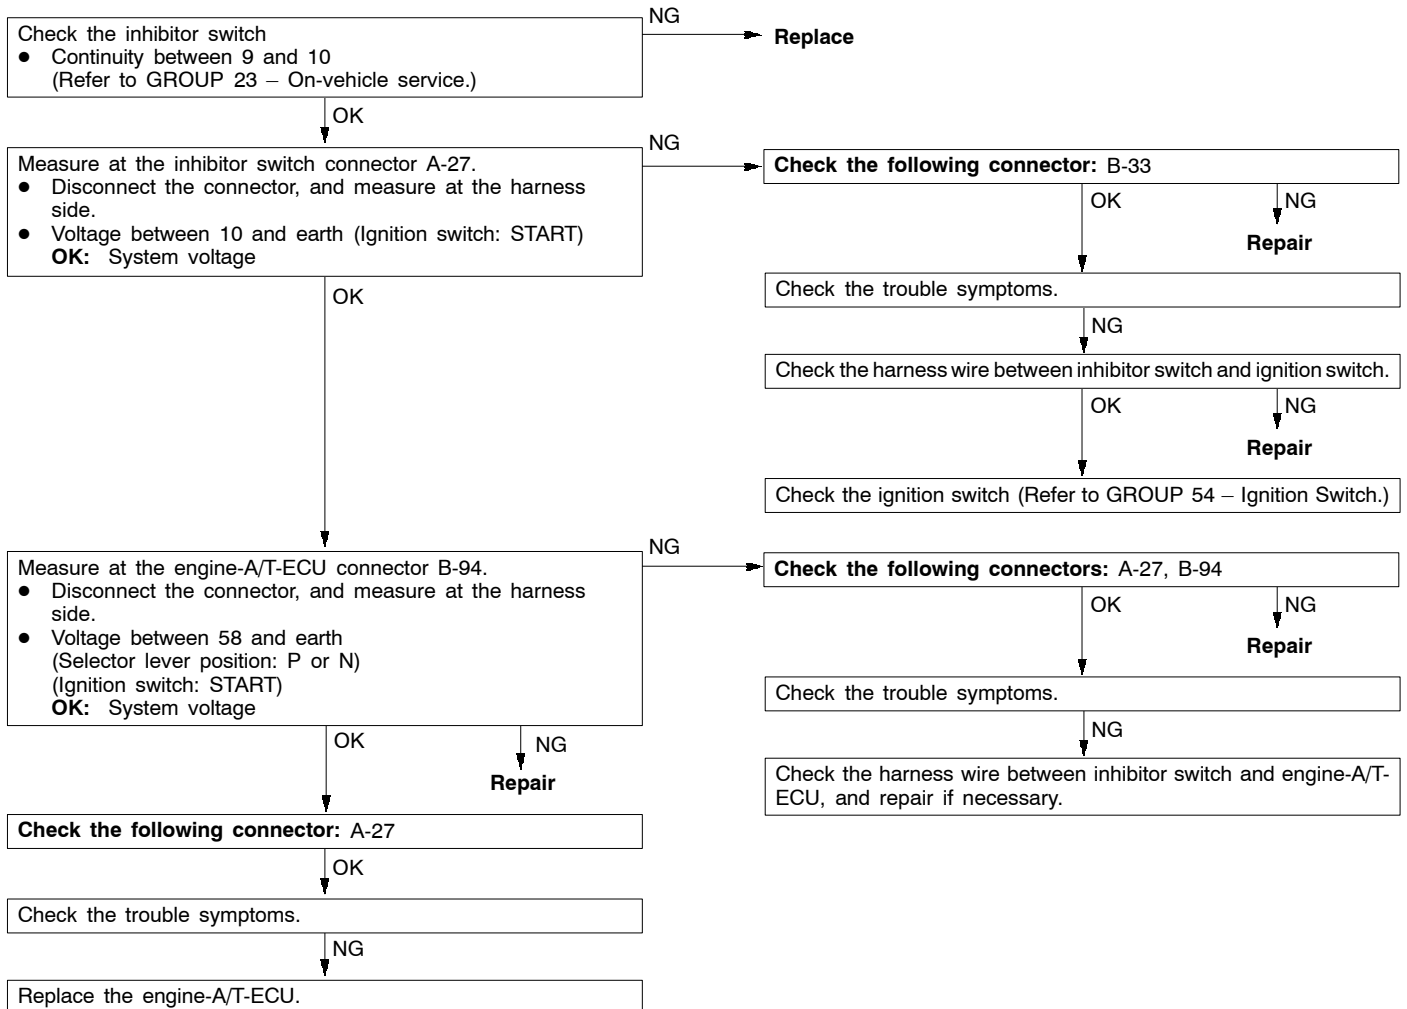 Check the inhibitor switch
● Continuity between 9 and 10
(Refer to GROUP 23 – On-vehicle service.)
NG
Replace
OK
Measure at the inhibitor switch connector A-27.
● Disconnect the connector, and measure at the harness
side.
● Voltage between 10 and earth (Ignition switch: START)
OK: System voltage
NG
Check the following connector: B-33
OK
NG
Repair
Check the trouble symptoms.
NG
Check the harness wire between inhibitor switch and ignition switch.
OK
NG
Repair
Check the ignition switch (Refer to GROUP 54 – Ignition Switch.)
OK
Measure at the engine-A/T-ECU connector B-94.
● Disconnect the connector, and measure at the harness
side.
● Voltage between 58 and earth
(Selector lever position: P or N)
(Ignition switch: START)
OK: System voltage
NG
Check the following connectors: A-27, B-94
OK
NG
Repair
Check the trouble symptoms.
NG
Check the harness wire between inhibitor switch and engine-A/T-
ECU, and repair if necessary.
OK
NG
Repair
Check the following connector: A-27
OK
Check the trouble symptoms.
NG
Replace the engine-A/T-ECU.